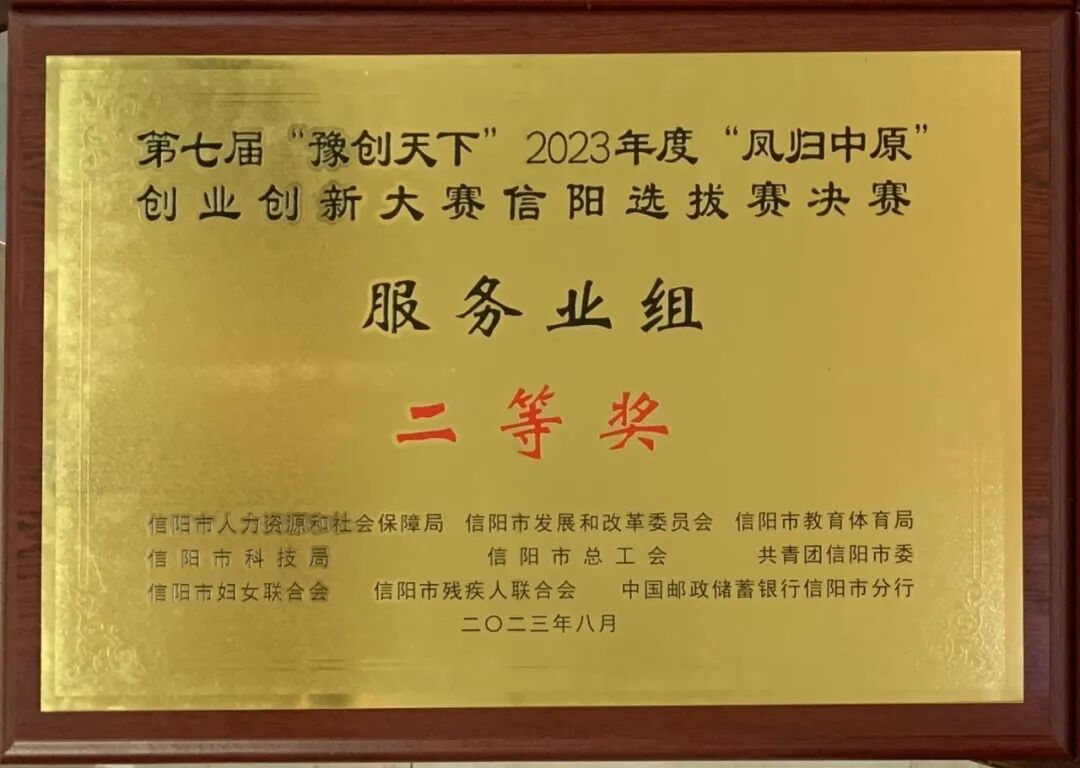 第七届“豫创天下”2023年度“凤归中原”
创业创新大赛信阳选拔赛决赛
服务业组
二等奖
信阳市人力资源和社会保障局 信阳市发展和改革委员会 信阳市教育体育局
信阳市科技局 信阳市总工会 共青团信阳市委
信阳市妇女联合会 信阳市残疾人联合会 中国邮政储蓄银行信阳市分行
二〇二三年八月